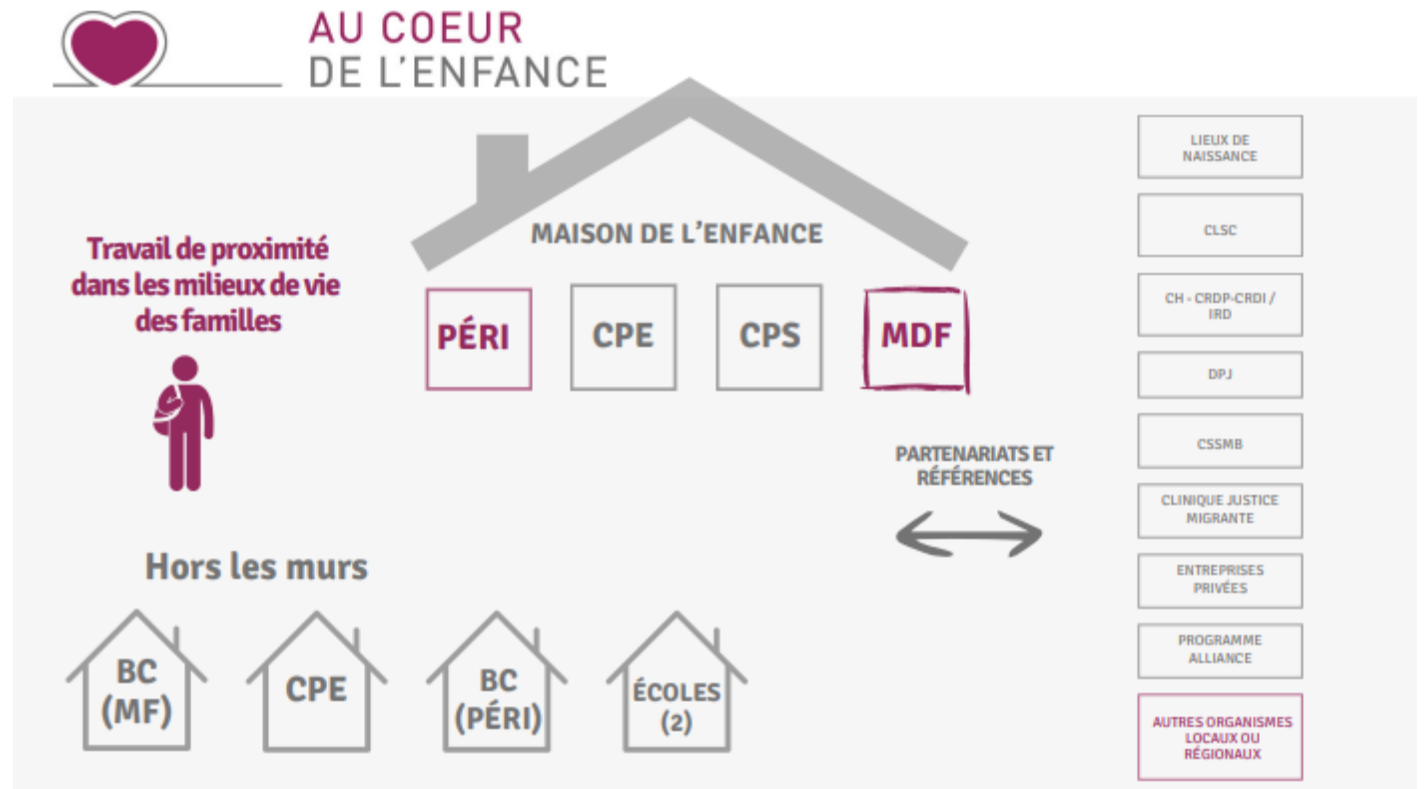 AU COEUR
DE L'ENFANCE
MAISON DE L'ENFANCE
Travail de proximité
dans les milieux de vie
des familles
PÉRI
CPE
CPS
MDF
PARTENARIATS ET
RÉFÉRENCES
Hors les murs
BC
(MF)
CPE
BC
(PÉRI)
ÉCOLES
(2)
LIEUX DE
NAISSANCE
CLSC
CH - CRDP-CRDI /
IRD
DPJ
CSSMB
CLINIQUE JUSTICE
MIGRANTE
ENTREPRISES
PRIVÉES
PROGRAMME
ALLIANCE
AUTRES ORGANISMES
LOCAUX OU
RÉGIONAUX